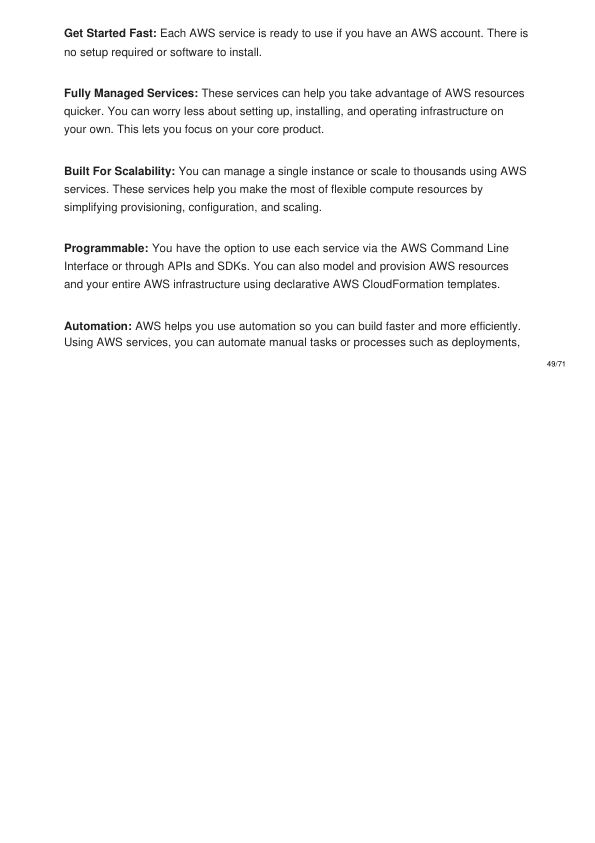 Get Started Fast: Each AWS service is ready to use if you have an AWS account. There is
no setup required or software to install.
Fully Managed Services: These services can help you take advantage of AWS resources
quicker. You can worry less about setting up, installing, and operating infrastructure on
your own. This lets you focus on your core product.
Built For Scalability: You can manage a single instance or scale to thousands using AWS
services. These services help you make the most of flexible compute resources by
simplifying provisioning, configuration, and scaling.
Programmable: You have the option to use each service via the AWS Command Line
Interface or through APIs and SDKs. You can also model and provision AWS resources
and your entire AWS infrastructure using declarative AWS CloudFormation templates.
Automation: AWS helps you use automation so you can build faster and more efficiently.
Using AWS services, you can automate manual tasks or processes such as deployments,
49/71